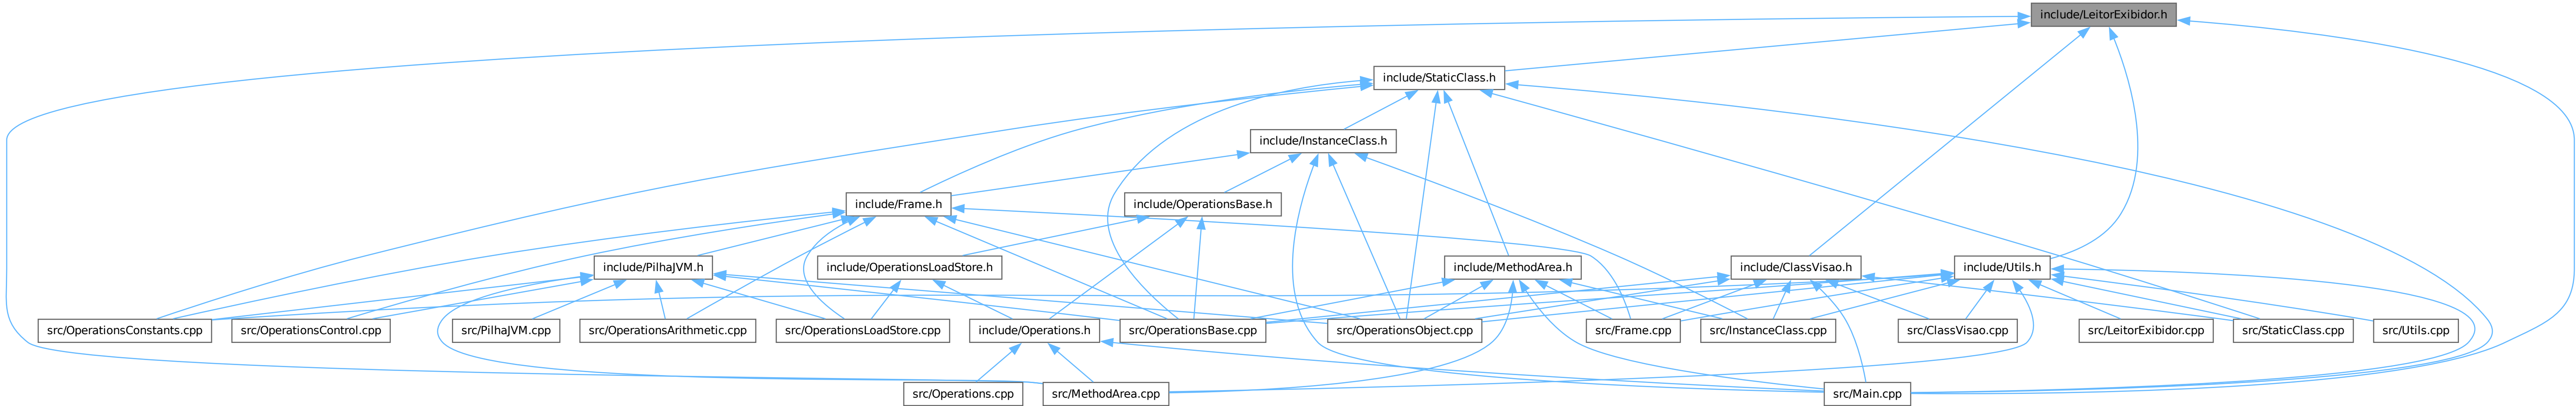 include/LeitorExibidor.h
include/StaticClass.h
include/InstanceClass.h
include/Frame.h
include/OperationsBase.h
include/PilhaJVM.h
include/OperationsLoadStore.h
include/MethodArea.h
include/ClassVisao.h
include/Utils.h
src/OperationsConstants.cpp
src/OperationsControl.cpp
src/PilhaJVM.cpp
src/OperationsArithmetic.cpp
src/OperationsLoadStore.cpp
include/Operations.h
src/OperationsBase.cpp
src/OperationsObject.cpp
src/Frame.cpp
src/InstanceClass.cpp
src/ClassVisao.cpp
src/LeitorExibidor.cpp
src/StaticClass.cpp
src/Utils.cpp
src/Operations.cpp
src/MethodArea.cpp
src/Main.cpp